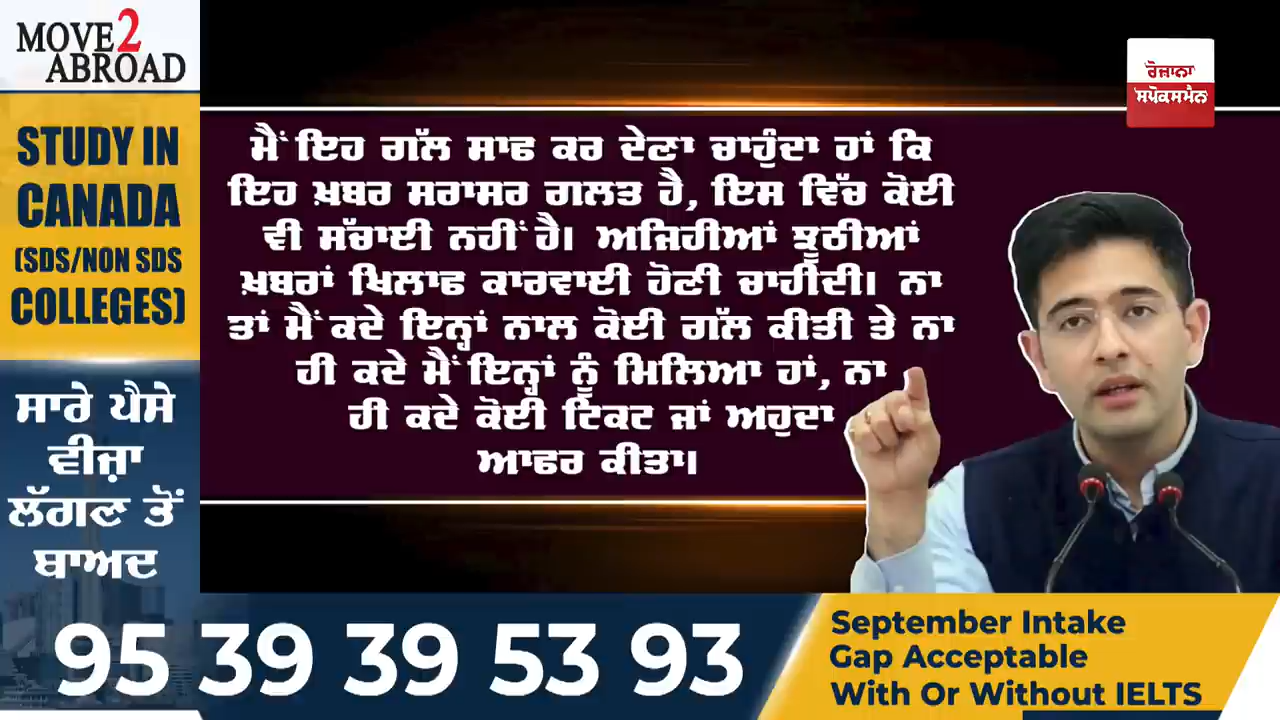 MOVE 2
ABROAD
STUDY IN
CANADA
(SDS/NON SDS
COLLEGES)
ਸਾਰੇ ਪੈਸੇ
ਵੀਜ਼ਾ
ਲੱਗਣ ਤੋਂ
ਬਾਅਦ
ਰੋਜ਼ਾਨਾ
ਸਪੋਕਸਮੈਨ
ਮੈਂ ਇਹ ਗੱਲ ਸਾਫ ਕਰ ਦੇਣਾ ਚਾਹੁੰਦਾ ਹਾਂ ਕਿ
ਇਹ ਖ਼ਬਰ ਸਰਾਸਰ ਗਲਤ ਹੈ, ਇਸ ਵਿੱਚ ਕੋਈ
ਵੀ ਸੱਚਾਈ ਨਹੀਂ ਹੈ। ਅਜਿਹੀਆਂ ਝੂਠੀਆਂ
ਖ਼ਬਰਾਂ ਖਿਲਾਫ ਕਾਰਵਾਈ ਹੋਣੀ ਚਾਹੀਦੀ। ਨਾ
ਤਾਂ ਮੈਂ ਕਦੇ ਇਨ੍ਹਾਂ ਨਾਲ ਕੋਈ ਗੱਲ ਕੀਤੀ ਤੇ ਨਾ
ਹੀ ਕਦੇ ਮੈਂ ਇਨ੍ਹਾਂ ਨੂੰ ਮਿਲਿਆ ਹਾਂ, ਨਾ
ਹੀ ਕਦੇ ਕੋਈ ਟਿਕਟ ਜਾਂ ਅਹੁਦਾ
ਆਫਰ ਕੀਤਾ।
95 39 39 53 93
September Intake
Gap Acceptable
With Or Without IELTS